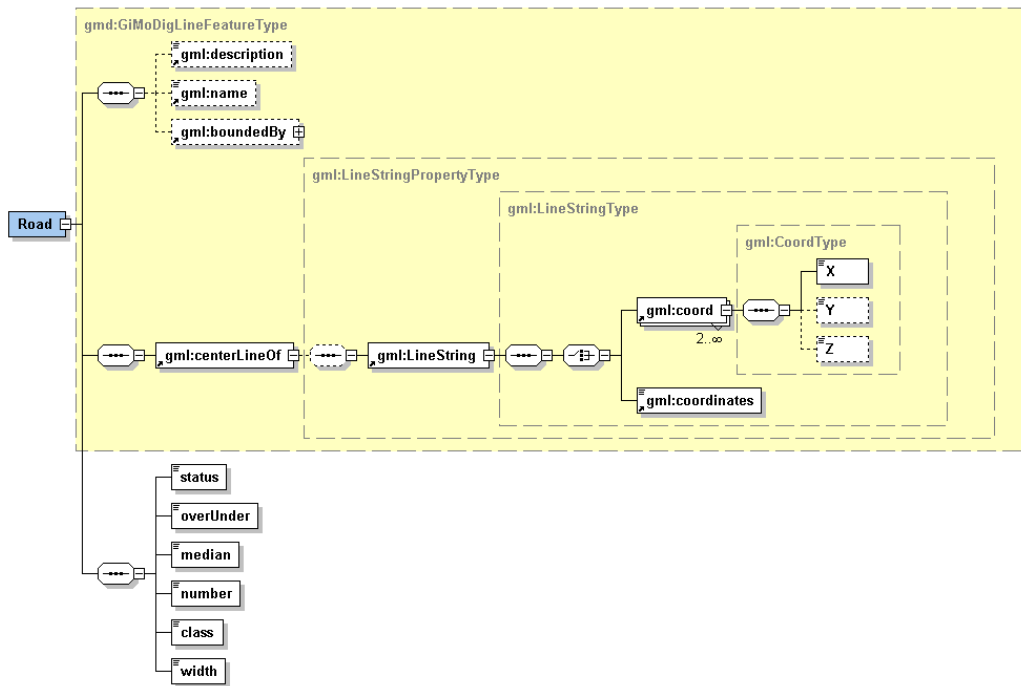 gmd:GiMoDigLineFeatureType
gml:description
gml:name
gml:boundedBy
gml:LineStringPropertyType
gml:LineStringType
Road
gml:CoordType
X
gml:coord
Y
2..∞
Z
gml:centerLineOf
gml:LineString
gml:coordinates
status
overUnder
median
number
class
width